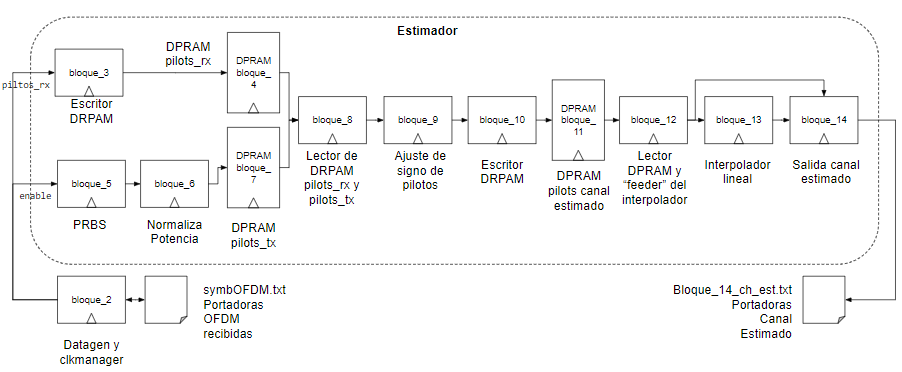 Estimador
DPRAM
pilots_rx
bloque_3
piltos_rx
Escritor
DRPAM
DPRAM
bloque_
4
bloque_8
Lector de
DRPAM
pilots_rx y
pilots_tx
bloque_9
Ajuste de
signo de
pilotos
bloque_10
Escritor
DRPAM
DPRAM
bloque_
11
DPRAM
pilots canal
estimado
bloque_12
Lector
DPRAM y
“feeder” del
interpolador
bloque_13
Interpolador
lineal
bloque_14
Salida canal
estimado
enable
bloque_5
PRBS
bloque_6
Normaliza
Potencia
DPRAM
bloque_
7
DPRAM
pilots_tx
bloque_2
Datagen y
clkmanager
symbOFDM.txt
Portadoras
OFDM
recibidas
Bloque_14_ch_est.txt
Portadoras
Canal
Estimado